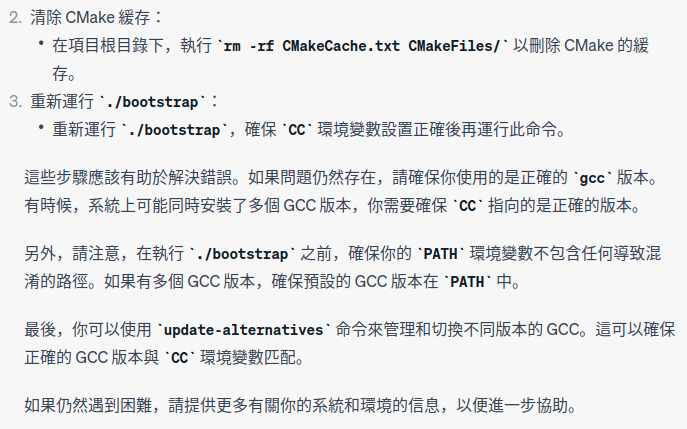 2. 清除 CMake 緩存：
• 在項目根目錄下，執行 `rm -rf CMakeCache.txt CMakeFiles/` 以刪除 CMake 的緩
存。
3. 重新運行 `./bootstrap`：
• 重新運行 `./bootstrap`，確保 `CC` 環境變數設置正確後再運行此命令。
這些步驟應該有助於解決錯誤。如果問題仍然存在，請確保你使用的是正確的 `gcc` 版本。
有時候，系統上可能同時安裝了多個 GCC 版本，你需要確保 `CC` 指向的是正確的版本。
另外，請注意，在執行 `./bootstrap` 之前，確保你的 `PATH` 環境變數不包含任何導致混
淆的路徑。如果有多個 GCC 版本，確保預設的 GCC 版本在 `PATH` 中。
最後，你可以使用 `update-alternatives` 命令來管理和切換不同版本的 GCC。這可以確保
正確的 GCC 版本與 `CC` 環境變數匹配。
如果仍然遇到困難，請提供更多有關你的系統和環境的信息，以便進一步協助。